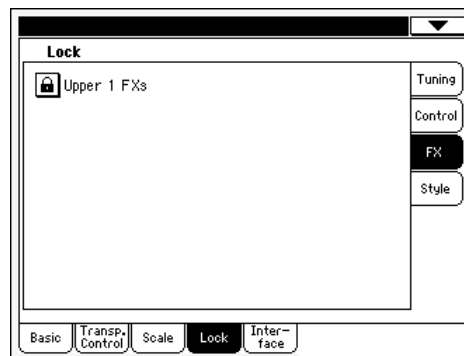 Lock
Upper 1 FXs
Tuning
Control
FX
Style
Basic
Transp.
Control
Scale
Lock
Inter-
face